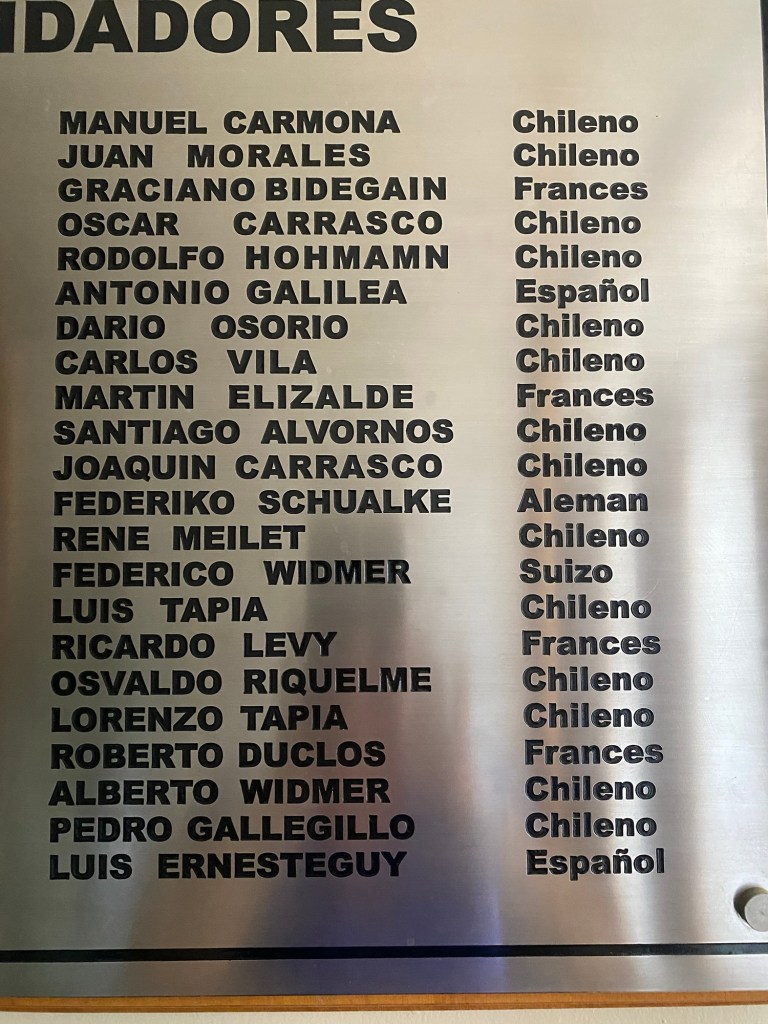 NDADORES
MANUEL CARMONA Chileno
JUAN MORALES Chileno
GRACIANO BIDEGAIN Frances
OSCAR CARRASCO Chileno
RODOLFO HOHMAMN Chileno
ANTONIO GALILEA Español
DARIO OSORIO Chileno
CARLOS VILA Chileno
MARTIN ELIZALDE Frances
SANTIAGO ALVORNOS Chileno
JOAQUIN CARRASCO Chileno
FEDERIKO SCHUALKE Aleman
RENE MEILET Chileno
FEDERICO WIDMER Suizo
LUIS TAPIA Chileno
RICARDO LEVY Frances
OSVALDO RIQUELME Chileno
LORENZO TAPIA Chileno
ROBERTO DUCLOS Frances
ALBERTO WIDMER Chileno
PEDRO GALLEGILLO Chileno
LUIS ERNESTEGUY Español